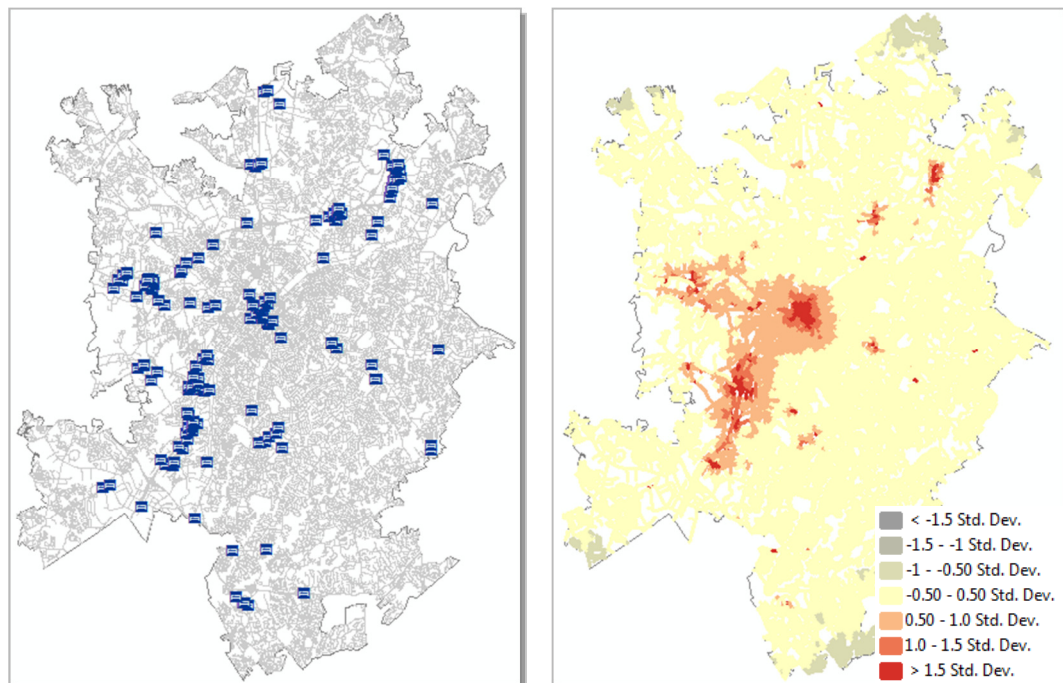 < -1.5 Std. Dev.
-1.5 - -1 Std. Dev.
-1 - -0.50 Std. Dev.
-0.50 - 0.50 Std. Dev.
0.50 - 1.0 Std. Dev.
1.0 - 1.5 Std. Dev.
> 1.5 Std. Dev.